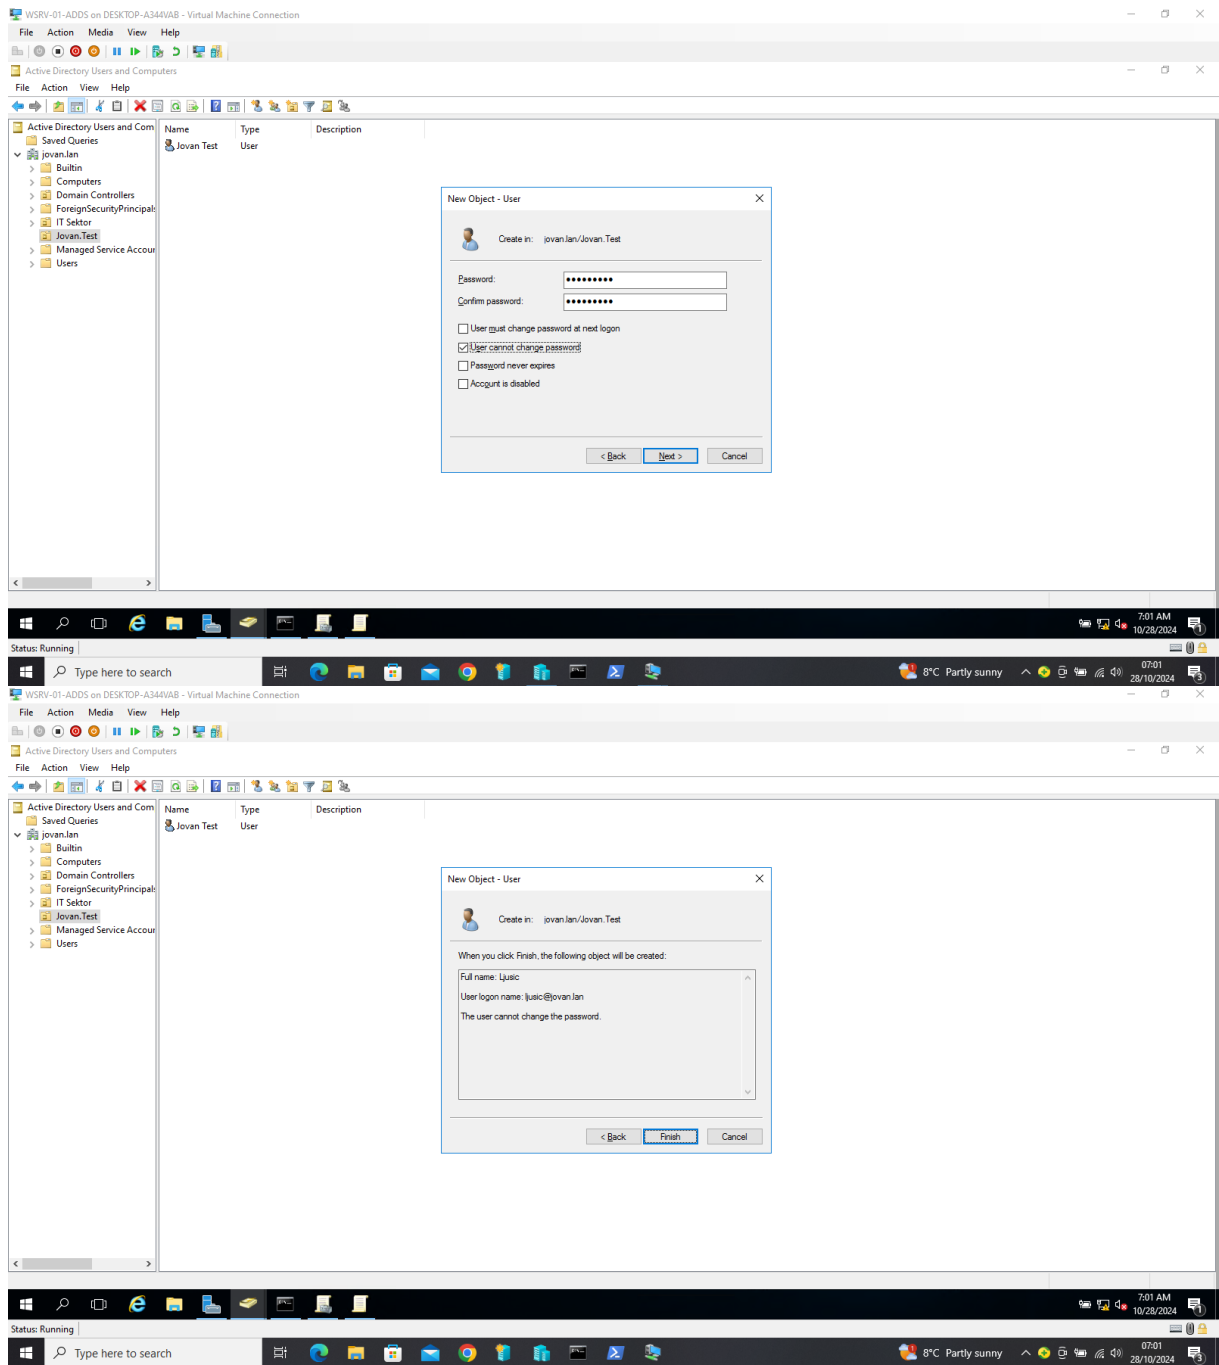 WSRV-01-ADDS on DESKTOP-A344VAB - Virtual Machine Connection
File Action Media View Help
Active Directory Users and Computers
File Action View Help
Active Directory Users and Com
Saved Queries
jovan.lan
Builtin
Computers
Domain Controllers
ForeignSecurityPrincipals
IT Sektor
Jovan.Test
Managed Service Accour
Users
Name Type Description
Jovan Test User
New Object - User
Create in: jovan.lan/Jovan.Test
Password:
Confirm password:
User must change password at next logon
User cannot change password
Password never expires
Account is disabled
< Back Next > Cancel
7:01 AM
10/28/2024
1
Status: Running
Type here to search
8°C Partly sunny
07:01
28/10/2024
3
WSRV-01-ADDS on DESKTOP-A344VAB - Virtual Machine Connection
File Action Media View Help
Active Directory Users and Computers
File Action View Help
Active Directory Users and Com
Saved Queries
jovan.lan
Builtin
Computers
Domain Controllers
ForeignSecurityPrincipals
IT Sektor
Jovan.Test
Managed Service Accour
Users
Name Type Description
Jovan Test User
New Object - User
Create in: jovan.lan/Jovan.Test
When you click Finish, the following object will be created:
Full name: Ljusic
User logon name: ljusic@jovan.lan
The user cannot change the password.
< Back Finish Cancel
7:01 AM
10/28/2024
1
Status: Running
Type here to search
8°C Partly sunny
07:01
28/10/2024
3